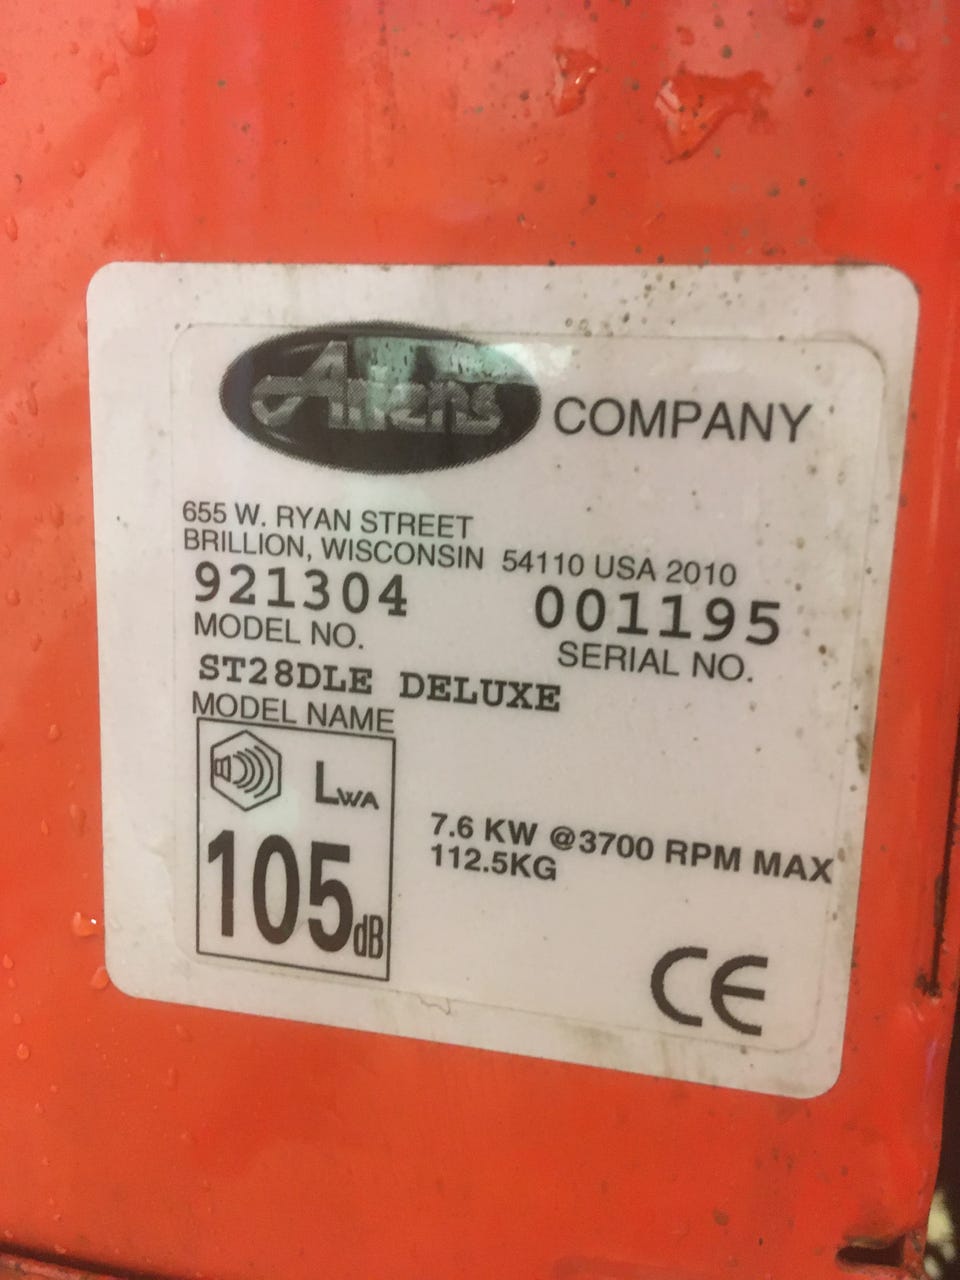 Ariens COMPANY
655 W. RYAN STREET
BRILLION, WISCONSIN 54110 USA 2010
921304 001195
MODEL NO. SERIAL NO.
ST28DLE DELUXE
MODEL NAME
LWA
105dB
7.6 KW @3700 RPM MAX
112.5KG
CE